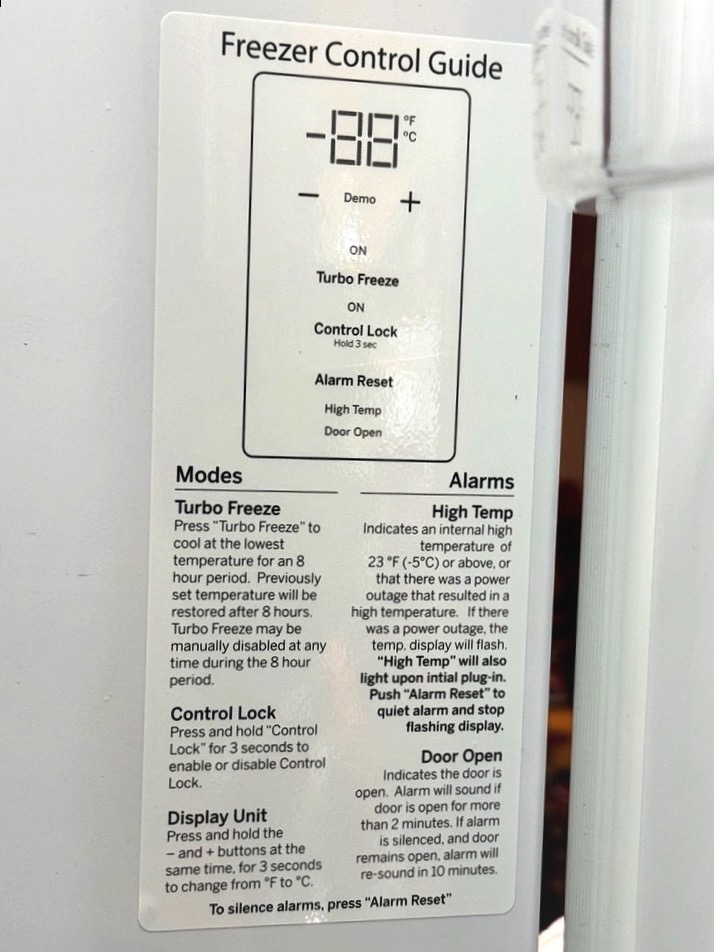 Freezer Control Guide
-88 °F
°C
− Demo +
ON
Turbo Freeze
ON
Control Lock
Hold 3 sec
Alarm Reset
High Temp
Door Open
Modes
Turbo Freeze
Press "Turbo Freeze" to
cool at the lowest
temperature for an 8
hour period. Previously
set temperature will be
restored after 8 hours.
Turbo Freeze may be
manually disabled at any
time during the 8 hour
period.
Control Lock
Press and hold "Control
Lock" for 3 seconds to
enable or disable Control
Lock.
Display Unit
Press and hold the
− and + buttons at the
same time, for 3 seconds
to change from °F to °C.
Alarms
High Temp
Indicates an internal high
temperature of
23 °F (-5°C) or above, or
that there was a power
outage that resulted in a
high temperature. If there
was a power outage, the
temp. display will flash.
"High Temp" will also
light upon intial plug-in.
Push "Alarm Reset" to
quiet alarm and stop
flashing display.
Door Open
Indicates the door is
open. Alarm will sound if
door is open for more
than 2 minutes. If alarm
is silenced, and door
remains open, alarm will
re-sound in 10 minutes.
To silence alarms, press "Alarm Reset"